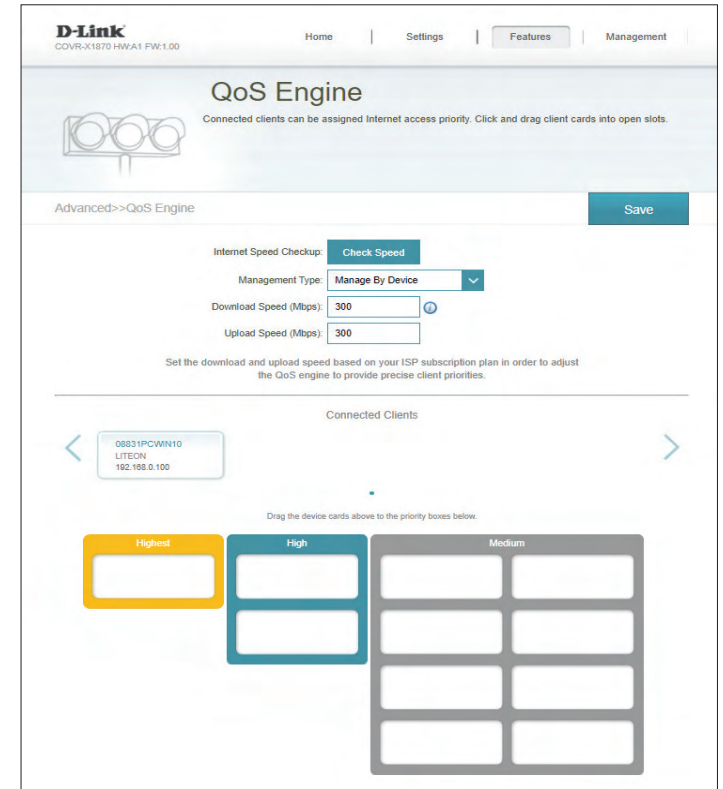 D-Link
COVR-X1870 HW:A1 FW:1.00
Home | Settings | Features | Management
QoS Engine
Connected clients can be assigned Internet access priority. Click and drag client cards into open slots.
Advanced>>QoS Engine
Save
Internet Speed Checkup: Check Speed
Management Type: Manage By Device
Download Speed (Mbps): 300 i
Upload Speed (Mbps): 300
Set the download and upload speed based on your ISP subscription plan in order to adjust
the QoS engine to provide precise client priorities.
Connected Clients
08831PCWIN10
LITEON
192.168.0.100
Drag the device cards above to the priority boxes below.
Highest High Medium